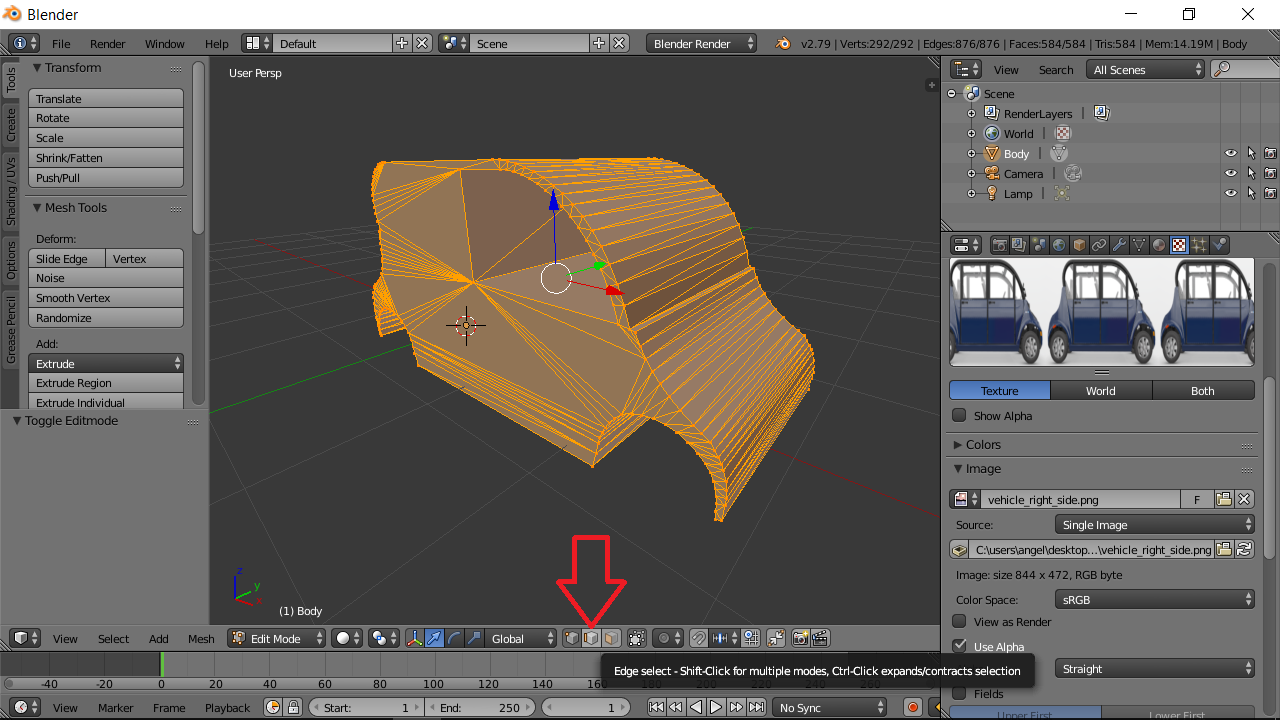 Blender
File Render Window Help Default Scene Blender Render v2.79 | Verts:292/292 | Edges:876/876 | Faces:584/584 | Tris:584 | Mem:14.19M | Body
Tools
Create
Shading / UVs
Options
Grease Pencil
Transform
Translate
Rotate
Scale
Shrink/Fatten
Push/Pull
Mesh Tools
Deform:
Slide Edge Vertex
Noise
Smooth Vertex
Randomize
Add:
Extrude
Extrude Region
Extrude Individual
Toggle Editmode
User Persp
z
y
x
(1) Body
View Select Add Mesh Edit Mode Global
Edge select - Shift-Click for multiple modes, Ctrl-Click expands/contracts selection
-40 -20 0 20 40 60 80 100 120 140 160
View Marker Frame Playback Start: 1 End: 250 1 No Sync
View Search All Scenes
Scene
RenderLayers |
World |
Body |
Camera |
Lamp |
Texture World Both
Show Alpha
Colors
Image
vehicle_right_side.png F
Source: Single Image
C:\users\angel\desktop...\vehicle_right_side.png
Image: size 844 x 472, RGB byte
Color Space: sRGB
View as Render
Use Alpha
Straight
Fields
Upper First Lower First